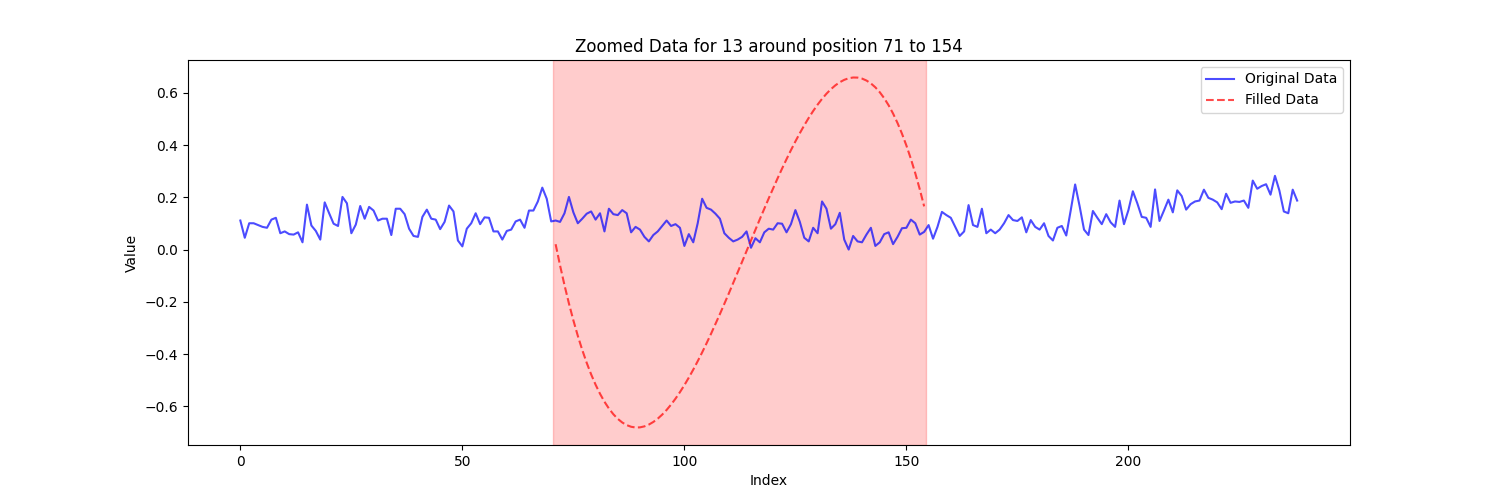 Zoomed Data for 13 around position 71 to 154
Original Data
Filled Data
0.6
0.4
0.2
0.0
−0.2
−0.4
−0.6
Value
0
50
100
150
200
Index